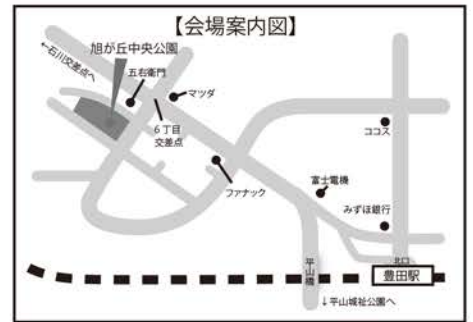 【会場案内図】
←石川交差点へ
旭が丘中央公園
五右衛門
マツダ
6丁目
交差点
ココス
ファナック
富士電機
みずほ銀行
平山橋
北口
豊田駅
↓平山城祉公園へ